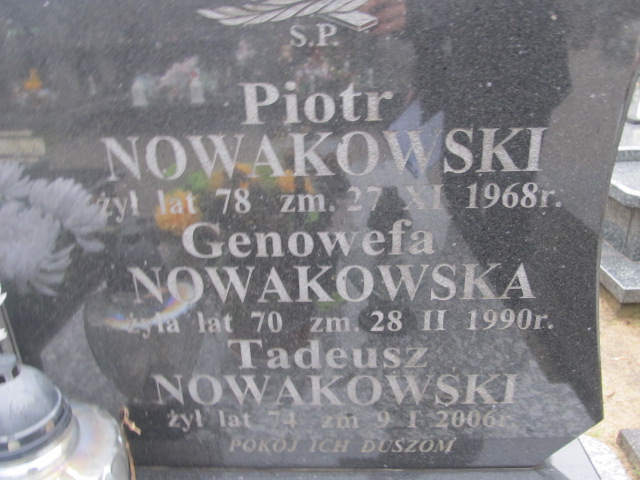 S.P.
Piotr
NOWAKOWSKI
żył lat 78 zm. 27 XI 1968r.
Genowefa
NOWAKOWSKA
żyła lat 70 zm. 28 II 1990r.
Tadeusz
NOWAKOWSKI
żył lat 74 zm 9 I 2006r.
POKÓJ ICH DUSZOM